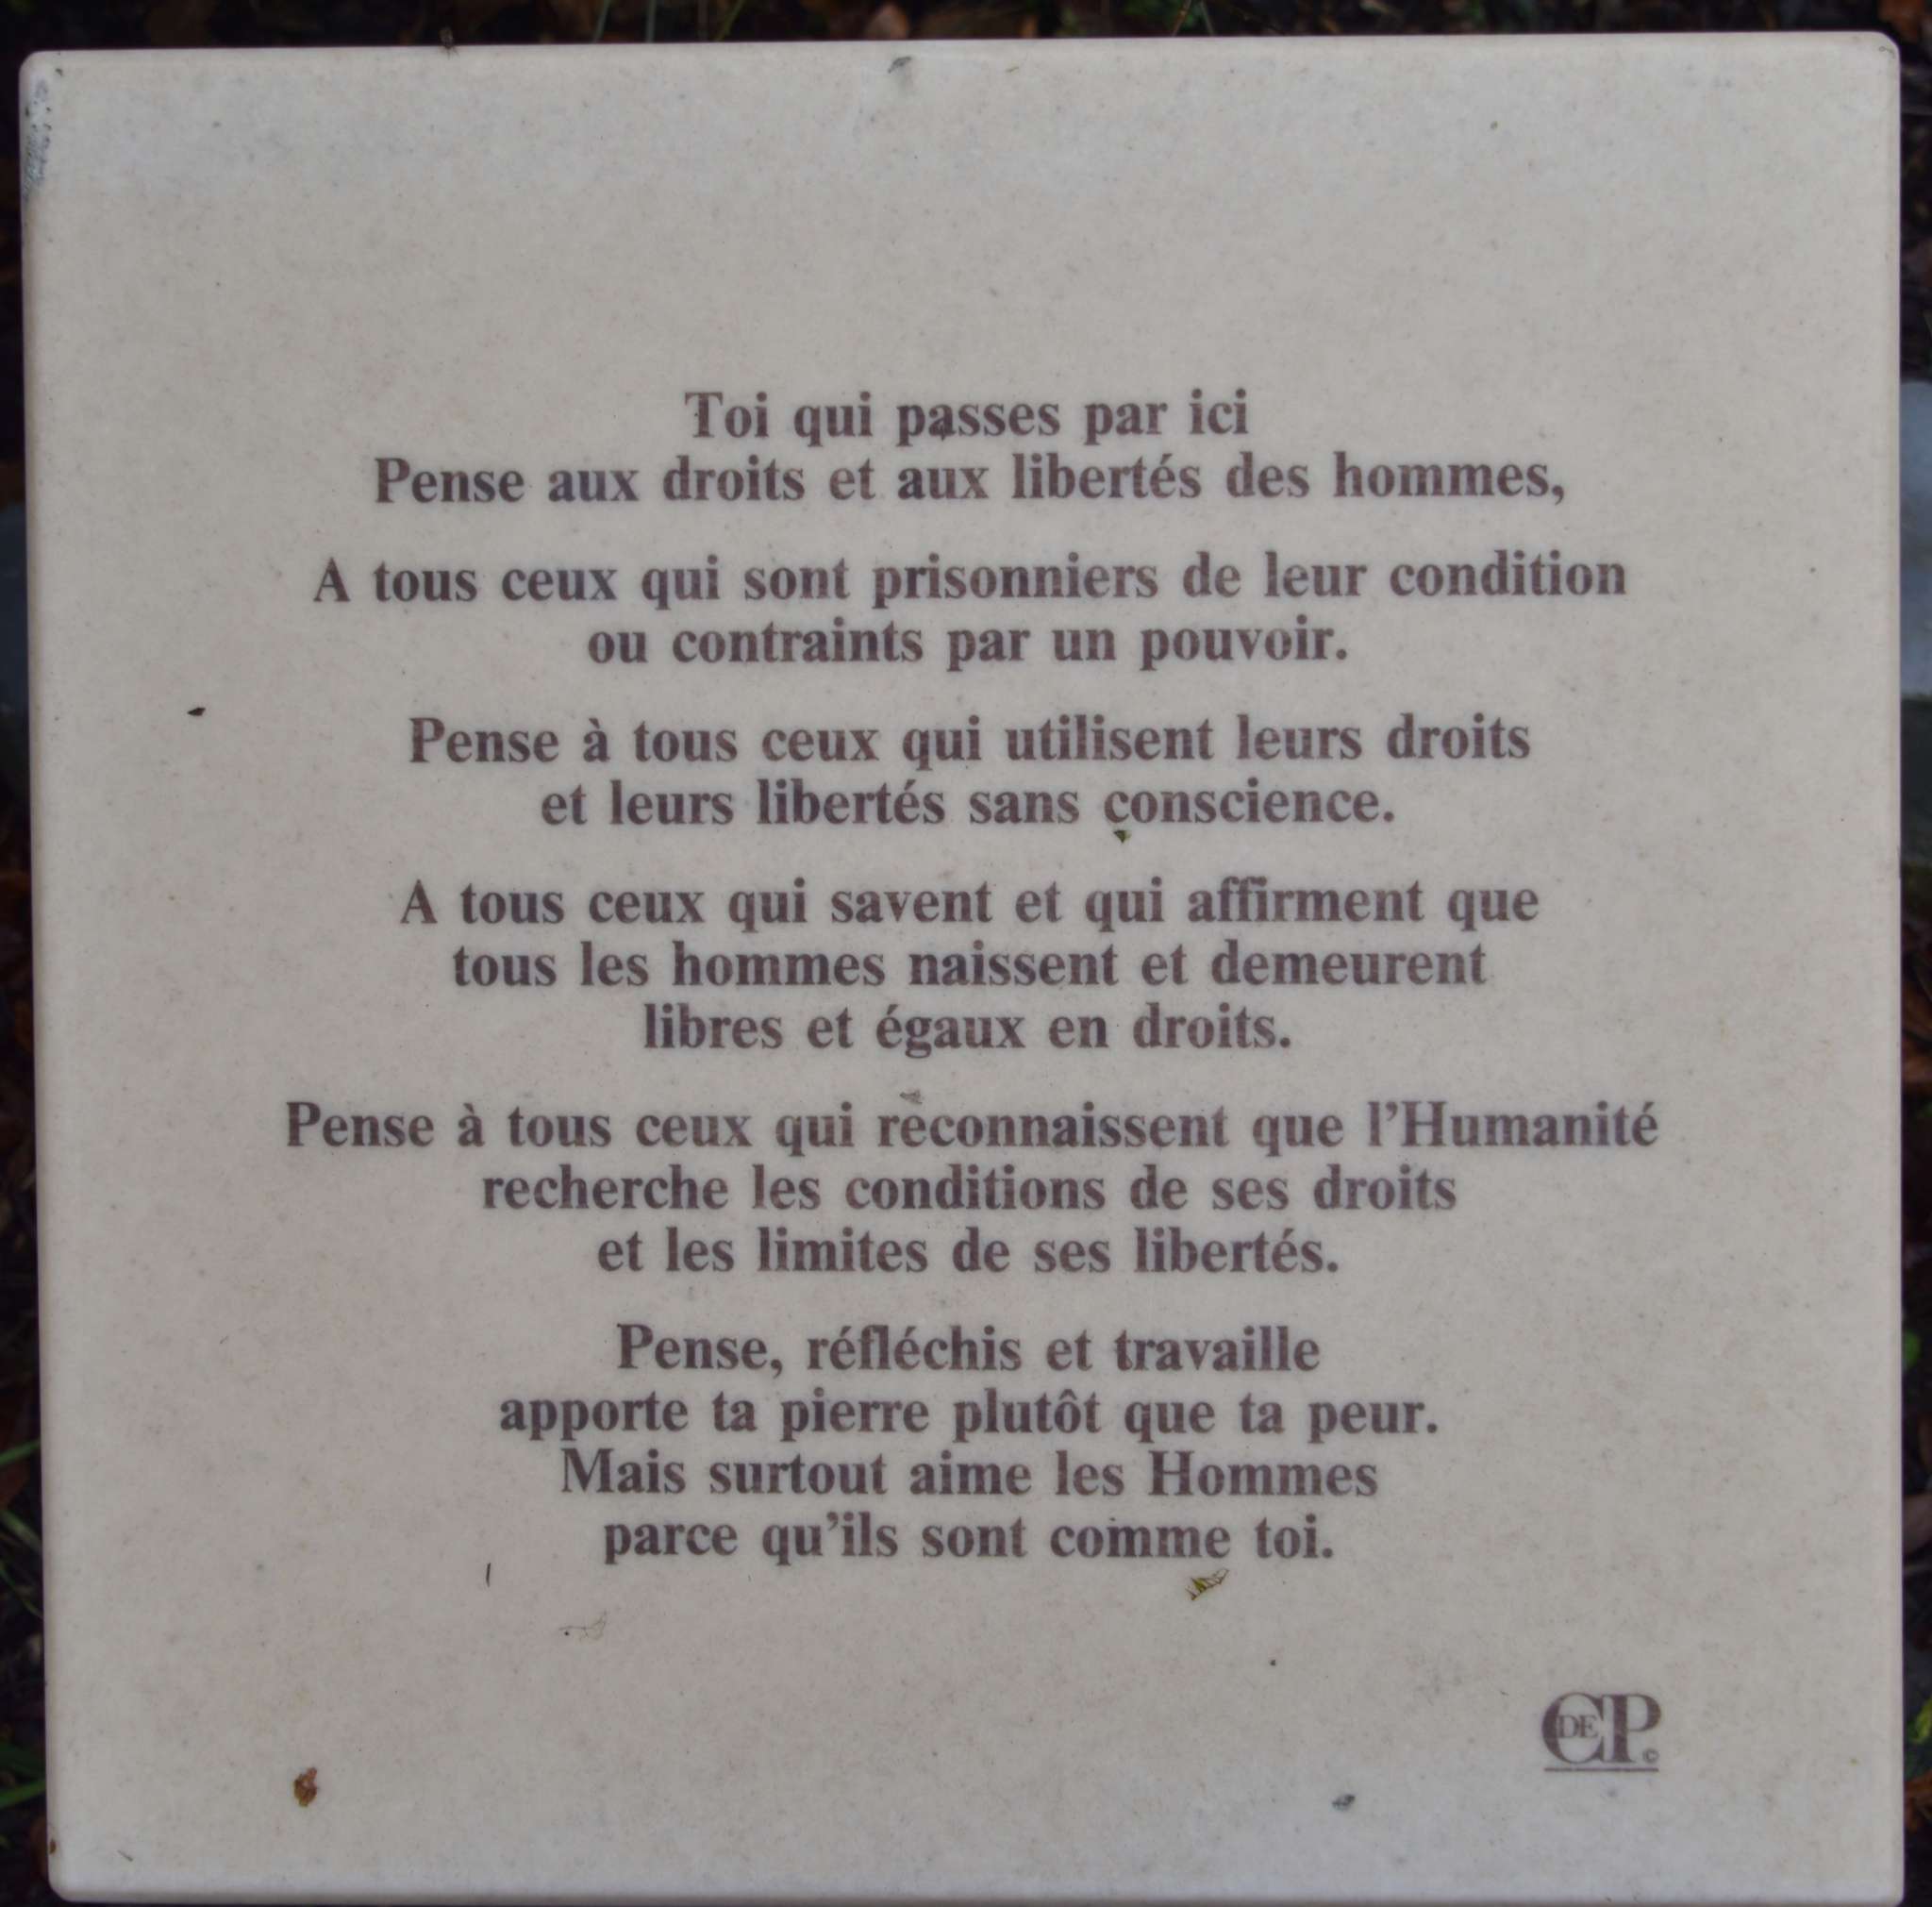 Toi qui passes par ici
Pense aux droits et aux libertés des hommes,
A tous ceux qui sont prisonniers de leur condition
ou contraints par un pouvoir.
Pense à tous ceux qui utilisent leurs droits
et leurs libertés sans conscience.
A tous ceux qui savent et qui affirment que
tous les hommes naissent et demeurent
libres et égaux en droits.
Pense à tous ceux qui reconnaissent que l'Humanité
recherche les conditions de ses droits
et les limites de ses libertés.
Pense, réfléchis et travaille
apporte ta pierre plutôt que ta peur.
Mais surtout aime les Hommes
parce qu'ils sont comme toi.
C DE P. ©